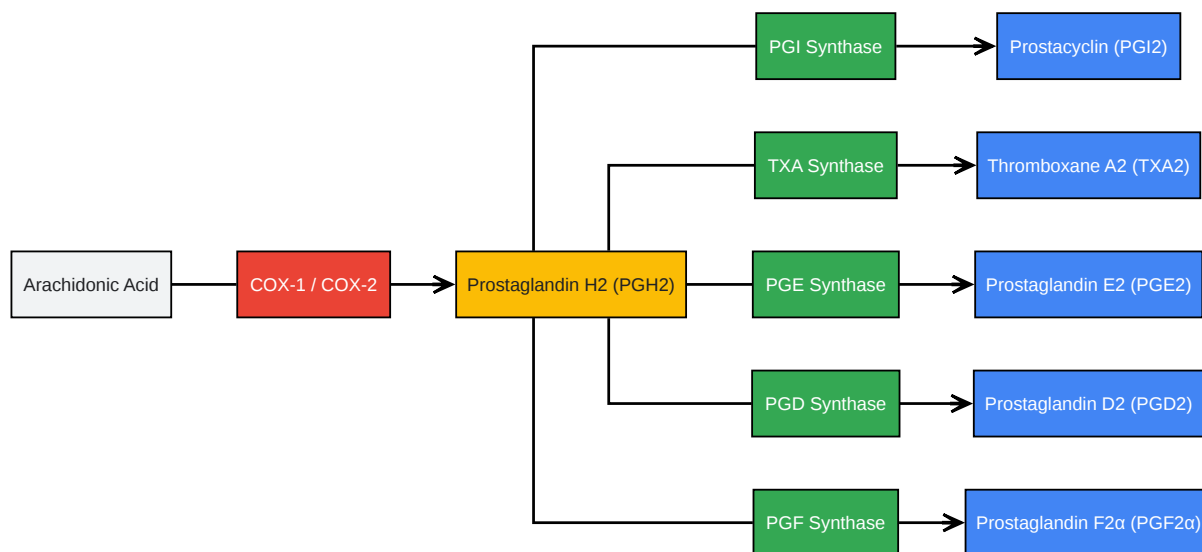 PGI Synthase
Prostacyclin (PGI2)
TXA Synthase
Thromboxane A2 (TXA2)
Arachidonic Acid
COX-1 / COX-2
Prostaglandin H2 (PGH2)
PGE Synthase
Prostaglandin E2 (PGE2)
PGD Synthase
Prostaglandin D2 (PGD2)
PGF Synthase
Prostaglandin F2α (PGF2α)